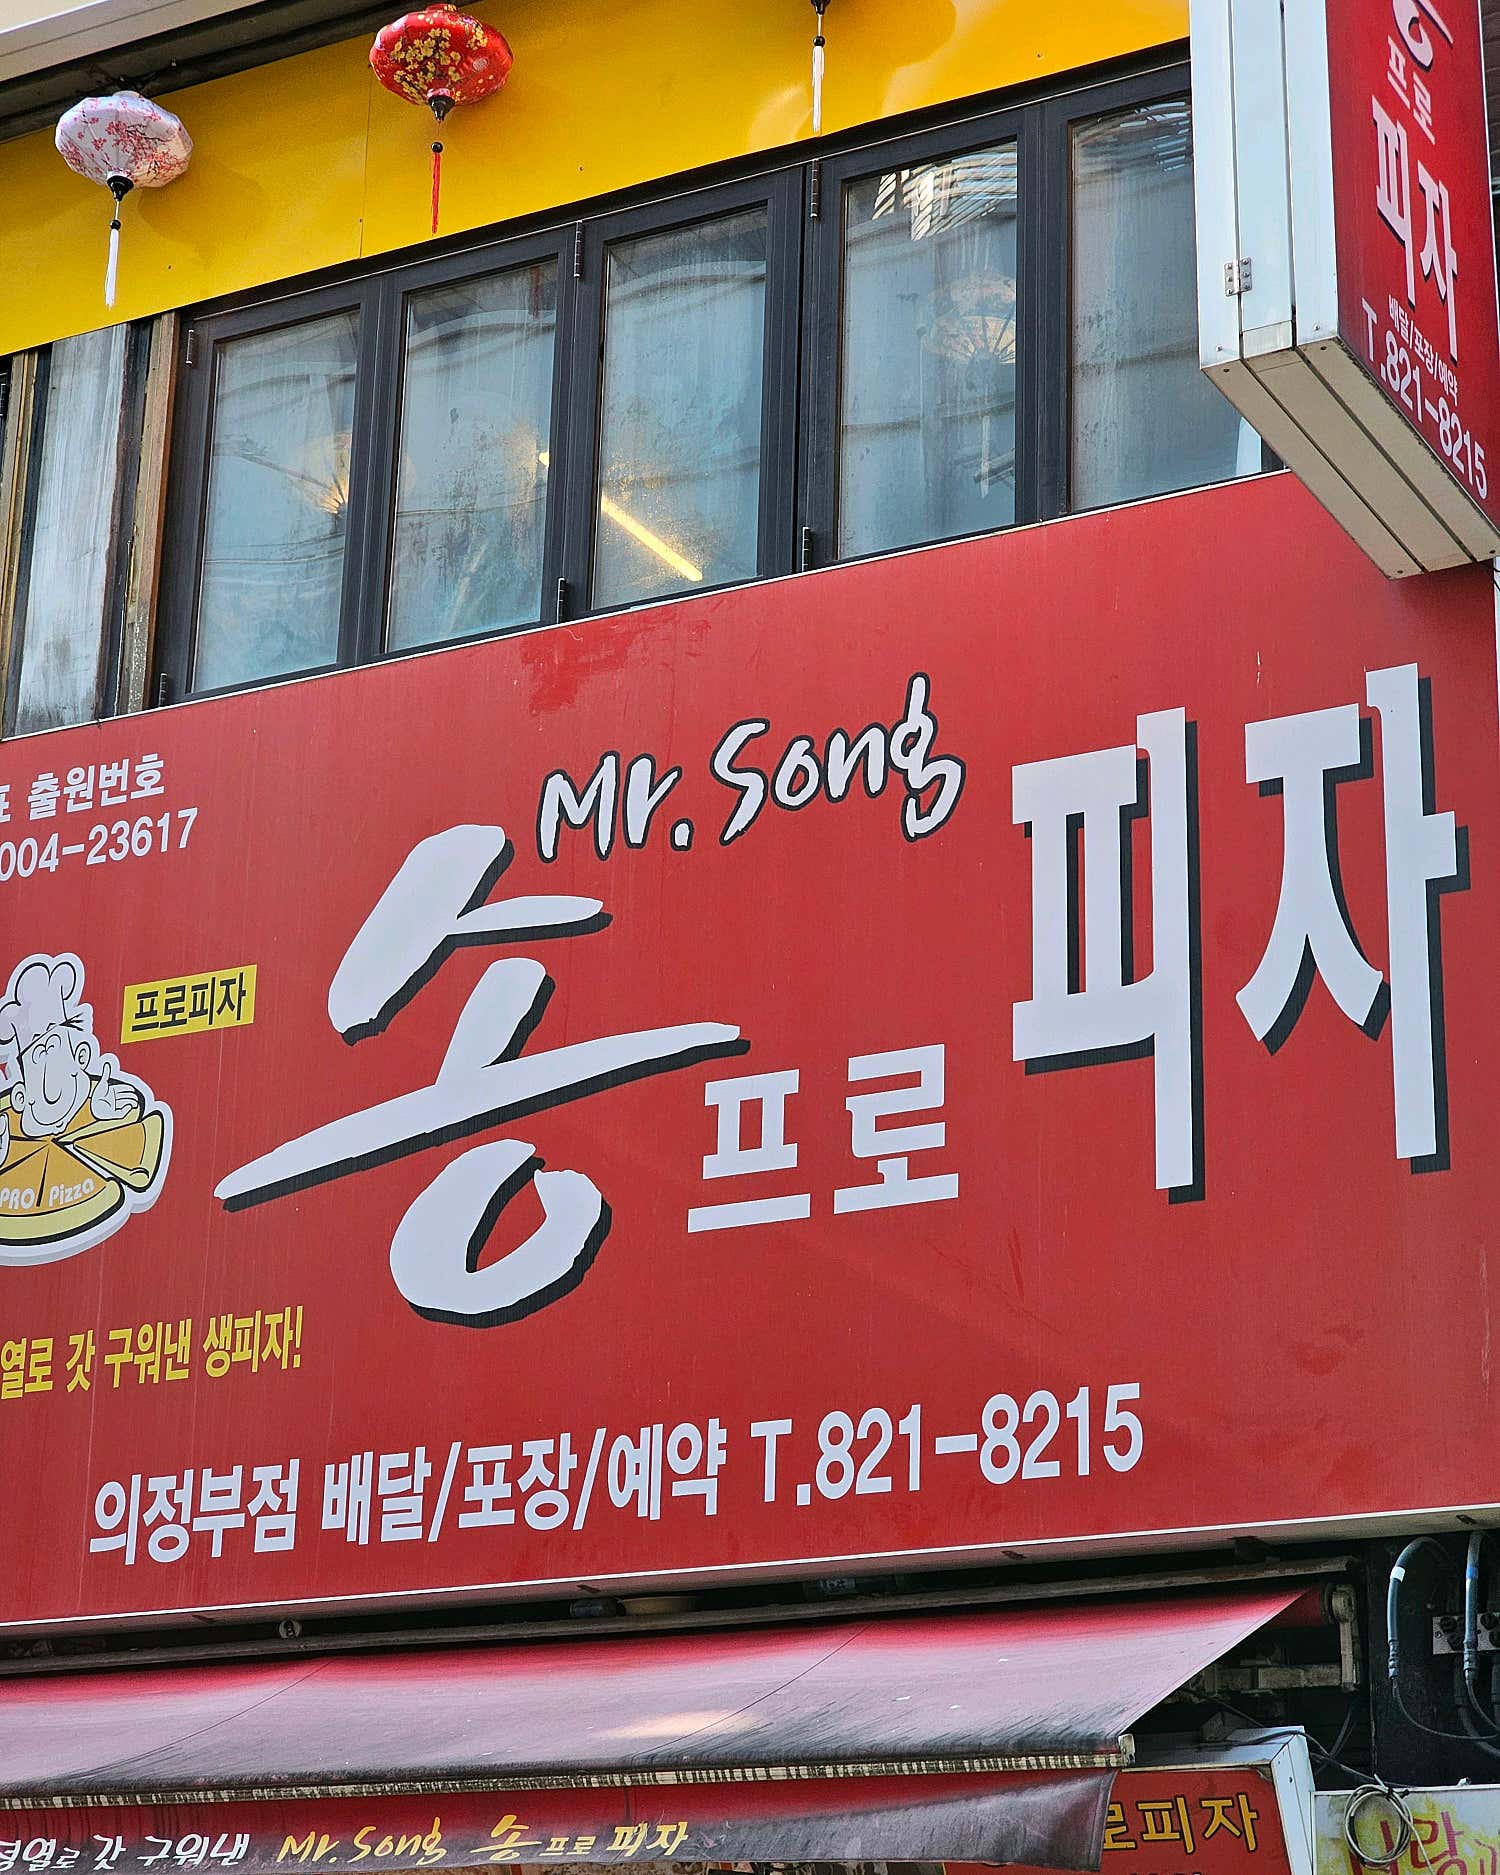 프로
피자
배달/포장/예약
T.821-8215
출원번호
004-23617
Mr. Song
송프로 피자
프로피자
PRO Pizza
열로 갓 구워낸 생피자!
의정부점 배달/포장/예약 T.821-8215
정열로 갓 구워낸 Mr. Song 송프로 피자
로피자